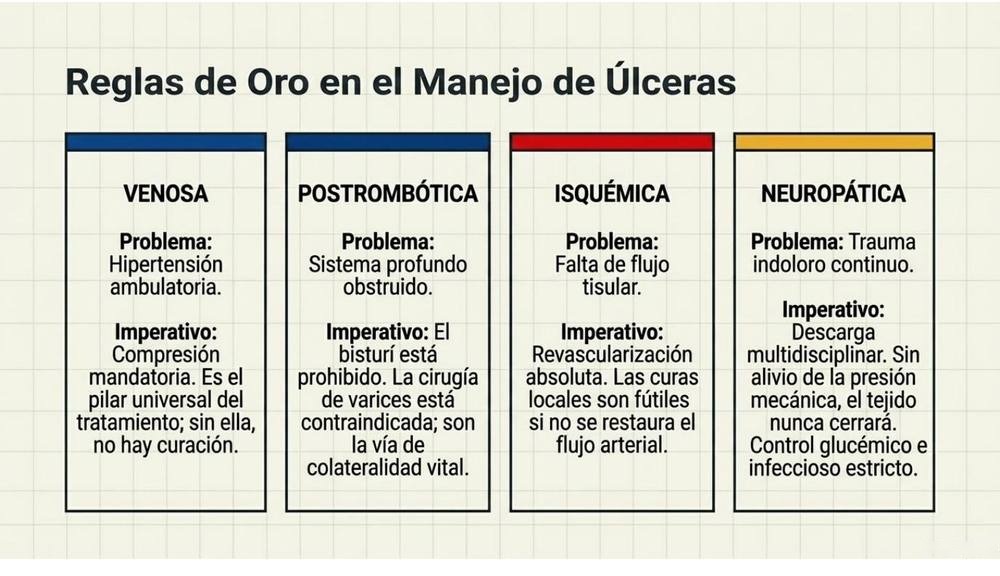 Reglas de Oro en el Manejo de Úlceras
VENOSA
Problema:
Hipertensión
ambulatoria.
Imperativo:
Compresión
mandatoria. Es el
pilar universal del
tratamiento; sin ella,
no hay curación.
POSTROMBÓTICA
Problema:
Sistema profundo
obstruido.
Imperativo: El
bisturí está
prohibido. La cirugía
de varices está
contraindicada; son
la vía de
colateralidad vital.
ISQUÉMICA
Problema:
Falta de flujo
tisular.
Imperativo:
Revascularización
absoluta. Las curas
locales son fútiles
si no se restaura el
flujo arterial.
NEUROPÁTICA
Problema: Trauma
indoloro continuo.
Imperativo:
Descarga
multidisciplinar. Sin
alivio de la presión
mecánica, el tejido
nunca cerrará.
Control glucémico e
infeccioso estricto.